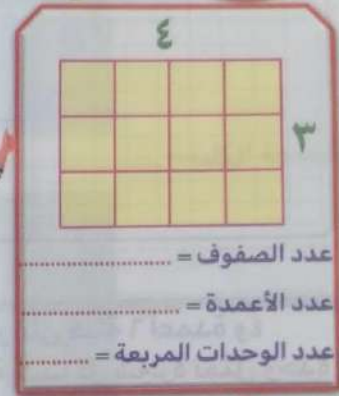 ٤
٣
عدد الصفوف = ....................
عدد الأعمدة = ....................
عدد الوحدات المربعة = ..........